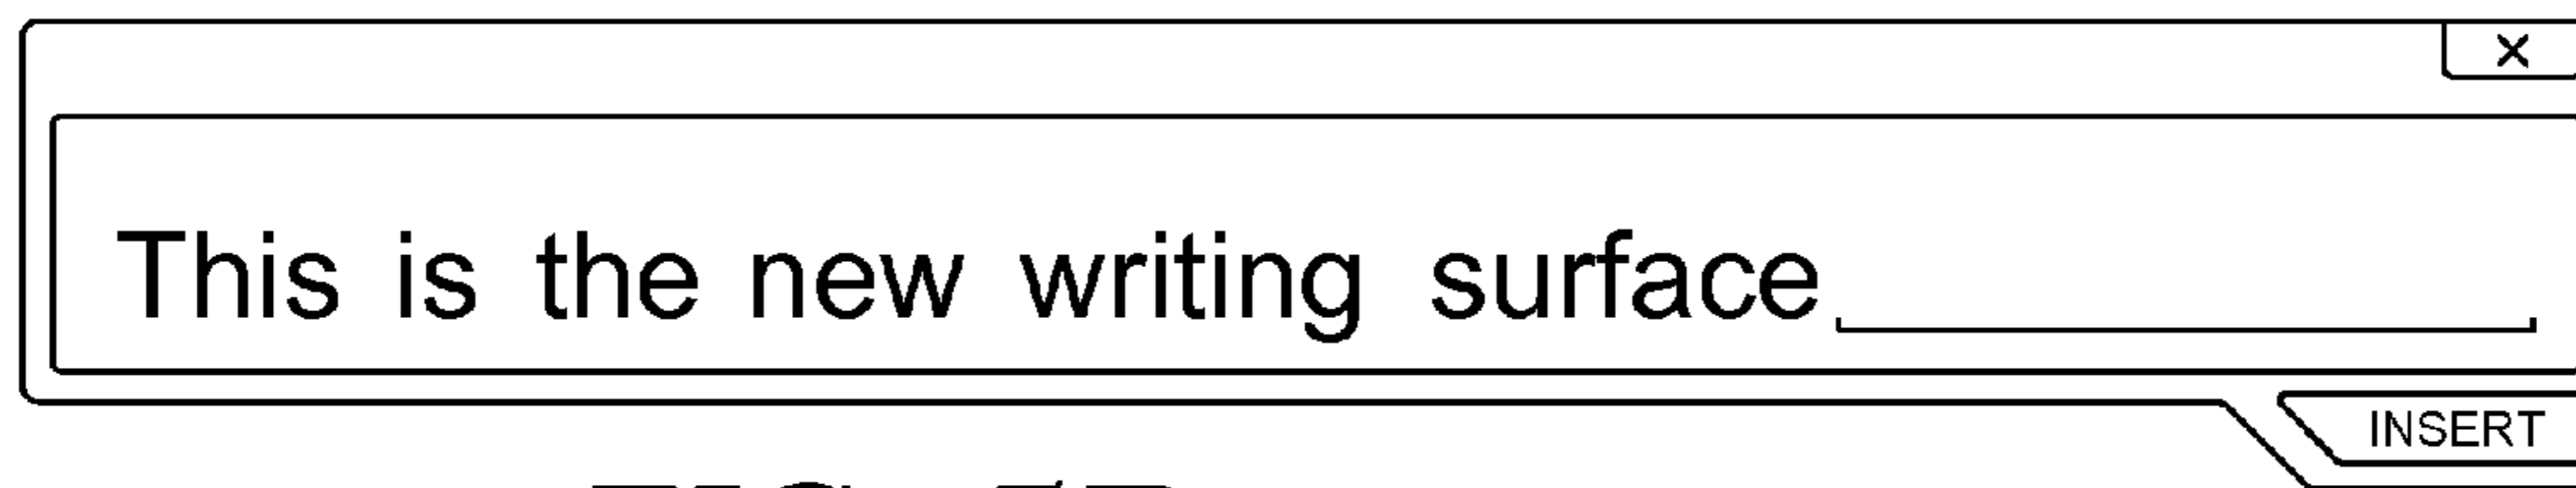 X
This is the new writing surface
INSERT